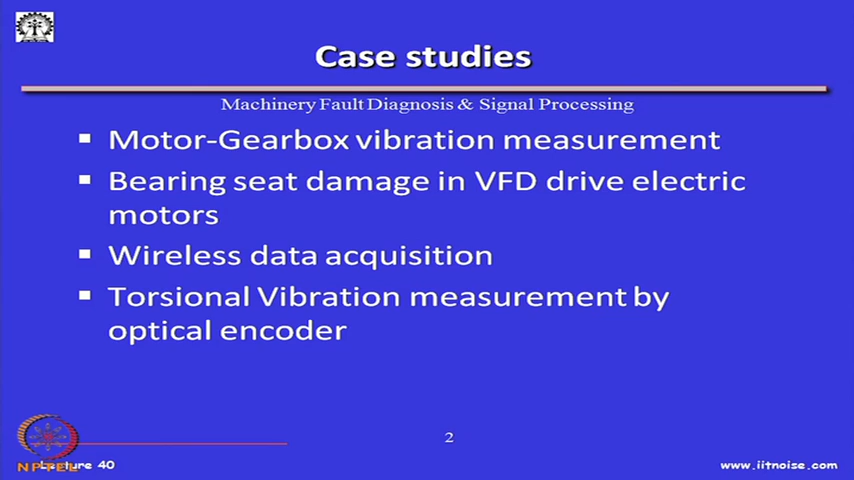 Case studies
Machinery Fault Diagnosis & Signal Processing
Motor-Gearbox vibration measurement
Bearing seat damage in VFD drive electric
motors
Wireless data acquisition
Torsional Vibration measurement by
optical encoder
2
NPTEL
Lecture 40
www.iitnoise.com